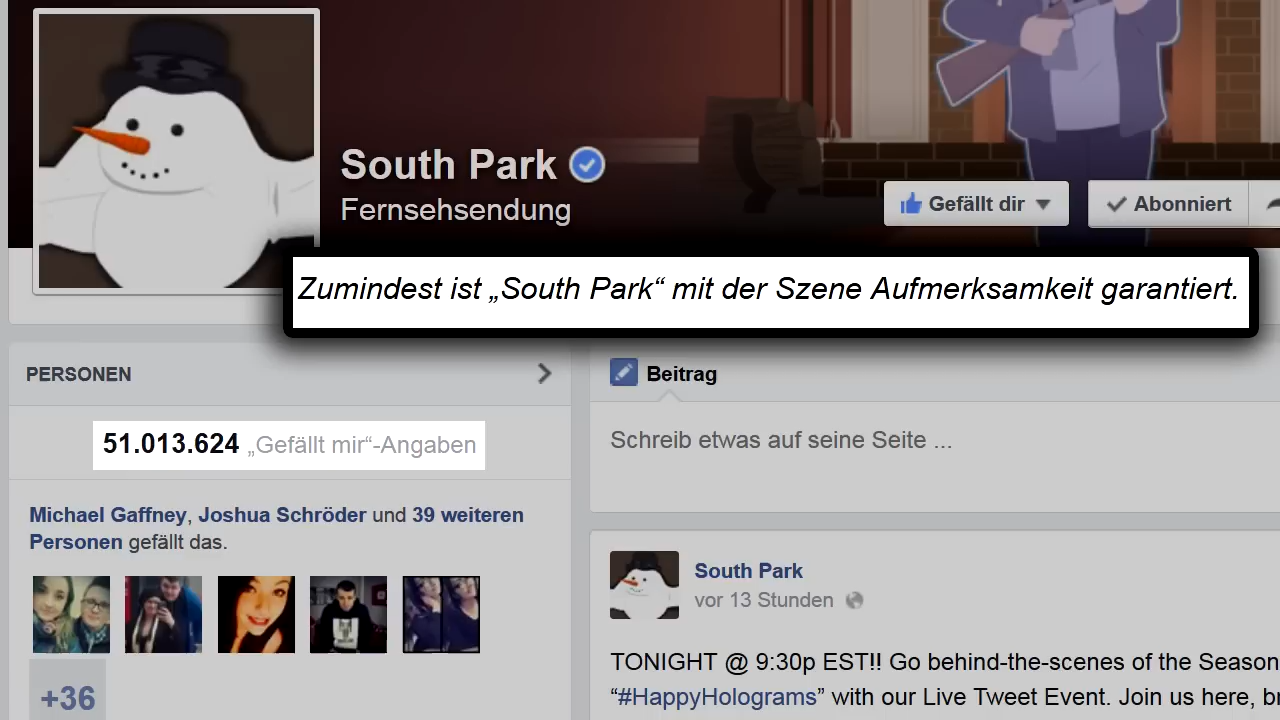 South Park
Fernsehsendung
Gefällt dir
Abonniert
Zumindest ist „South Park“ mit der Szene Aufmerksamkeit garantiert.
PERSONEN
51.013.624 „Gefällt mir“-Angaben
Michael Gaffney, Joshua Schröder und 39 weiteren
Personen gefällt das.
+36
Beitrag
Schreib etwas auf seine Seite ...
South Park
vor 13 Stunden
TONIGHT @ 9:30p EST!! Go behind-the-scenes of the Season
“#HappyHolograms” with our Live Tweet Event. Join us here, bu